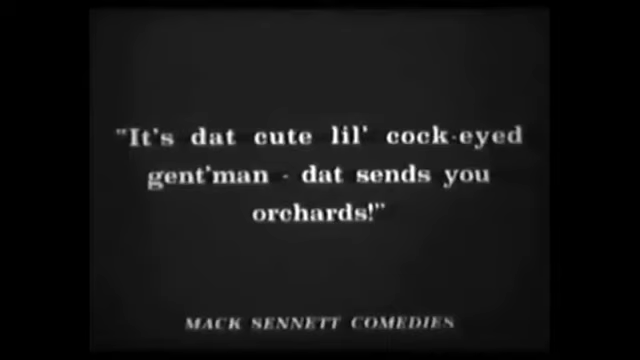 "It's dat cute lil' cock-eyed
gent'man - dat sends you
orchards!"
MACK SENNETT COMEDIES